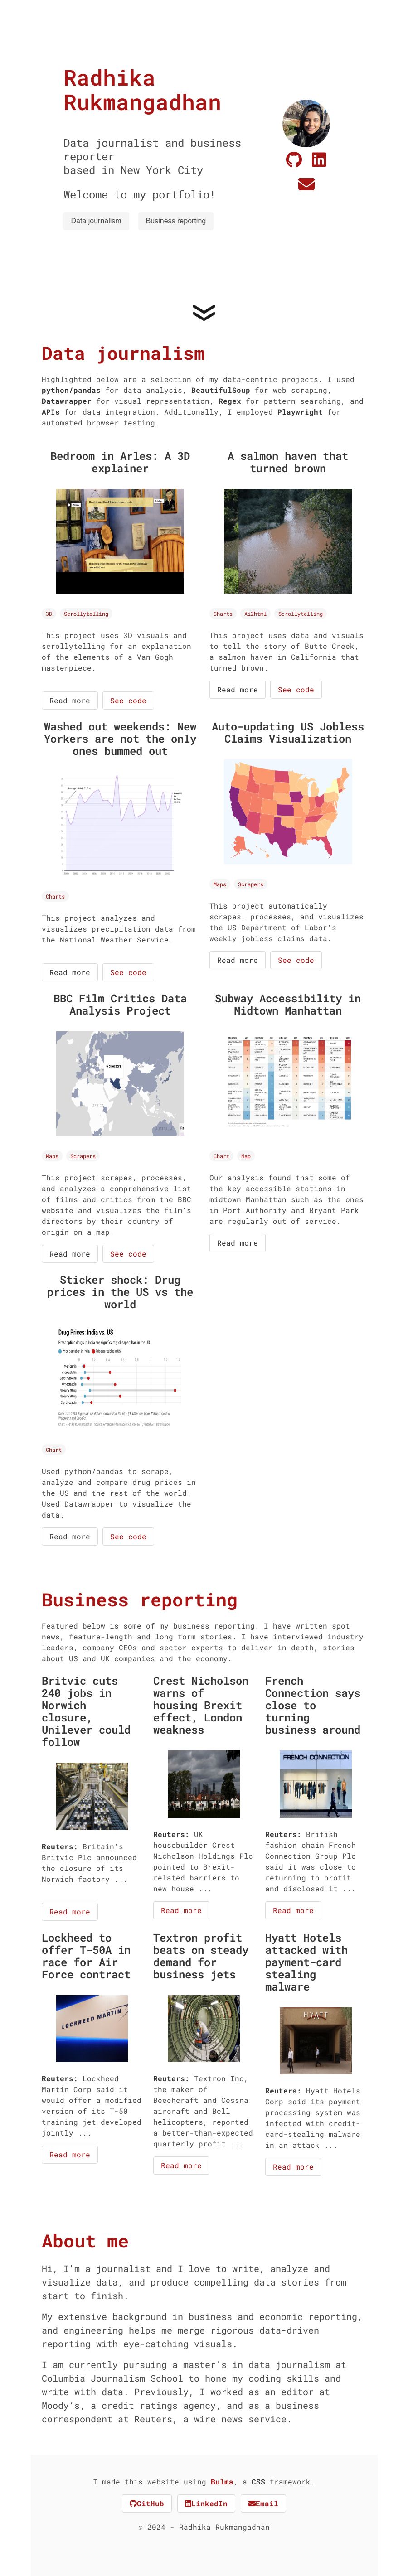 Radhika
Rukmangadhan
Data journalist and business
reporter
based in New York City
Welcome to my portfolio!
Data journalism
Business reporting
Data journalism
Highlighted below are a selection of my data-centric projects. I used
python/pandas for data analysis, BeautifulSoup for web scraping,
Datawrapper for visual representation, Regex for pattern searching, and
APIs for data integration. Additionally, I employed Playwright for
automated browser testing.
Bedroom in Arles: A 3D
explainer
3D
Scrollytelling
This project uses 3D visuals and
scrollytelling for an explanation
of the elements of a Van Gogh
masterpiece.
Read more
See code
A salmon haven that
turned brown
Charts
Ai2html
Scrollytelling
This project uses data and visuals
to tell the story of Butte Creek,
a salmon haven in California that
turned brown.
Read more
See code
Washed out weekends: New
Yorkers are not the only
ones bummed out
Charts
This project analyzes and
visualizes precipitation data from
the National Weather Service.
Read more
See code
Auto-updating US Jobless
Claims Visualization
Maps
Scrapers
This project automatically
scrapes, processes, and visualizes
the US Department of Labor's
weekly jobless claims data.
Read more
See code
BBC Film Critics Data
Analysis Project
Maps
Scrapers
This project scrapes, processes,
and analyzes a comprehensive list
of films and critics from the BBC
website and visualizes the film's
directors by their country of
origin on a map.
Read more
See code
Subway Accessibility in
Midtown Manhattan
Chart
Map
Our analysis found that some of
the key accessible stations in
midtown Manhattan such as the ones
in Port Authority and Bryant Park
are regularly out of service.
Read more
Sticker shock: Drug
prices in the US vs the
world
Drug Prices: India vs. US
Prescription drugs in India are significantly cheaper than in the US.
Chart
Used python/pandas to scrape,
analyze and compare drug prices in
the US and the rest of the world.
Used Datawrapper to visualize the
data.
Read more
See code
Business reporting
Featured below is some of my business reporting. I have written spot
news, feature-length and long form stories. I have interviewed industry
leaders, company CEOs and sector experts to deliver in-depth, stories
about US and UK companies and the economy.
Britvic cuts
240 jobs in
Norwich
closure,
Unilever could
follow
Reuters: Britain's
Britvic Plc announced
the closure of its
Norwich factory ...
Read more
Crest Nicholson
warns of
housing Brexit
effect, London
weakness
Reuters: UK
housebuilder Crest
Nicholson Holdings Plc
pointed to Brexit-
related barriers to
new house ...
Read more
French
Connection says
close to
turning
business around
FRENCH CONNECTION
Reuters: British
fashion chain French
Connection Group Plc
said it was close to
returning to profit
and disclosed it ...
Read more
Lockheed to
offer T-50A in
race for Air
Force contract
LOCKHEED MARTIN
Reuters: Lockheed
Martin Corp said it
would offer a modified
version of its T-50
training jet developed
jointly ...
Read more
Textron profit
beats on steady
demand for
business jets
Reuters: Textron Inc,
the maker of
Beechcraft and Cessna
aircraft and Bell
helicopters, reported
a better-than-expected
quarterly profit ...
Read more
Hyatt Hotels
attacked with
payment-card
stealing
malware
HYATT
Reuters: Hyatt Hotels
Corp said its payment
processing system was
infected with credit-
card-stealing malware
in an attack ...
Read more
About me
Hi, I'm a journalist and I love to write, analyze and
visualize data, and produce compelling data stories from
start to finish.
My extensive background in business and economic reporting,
and engineering helps me merge rigorous data-driven
reporting with eye-catching visuals.
I am currently pursuing a master's in data journalism at
Columbia Journalism School to hone my coding skills and
write with data. Previously, I worked as an editor at
Moody's, a credit ratings agency, and as a business
correspondent at Reuters, a wire news service.
I made this website using Bulma, a CSS framework.
GitHub
LinkedIn
Email
© 2024 - Radhika Rukmangadhan